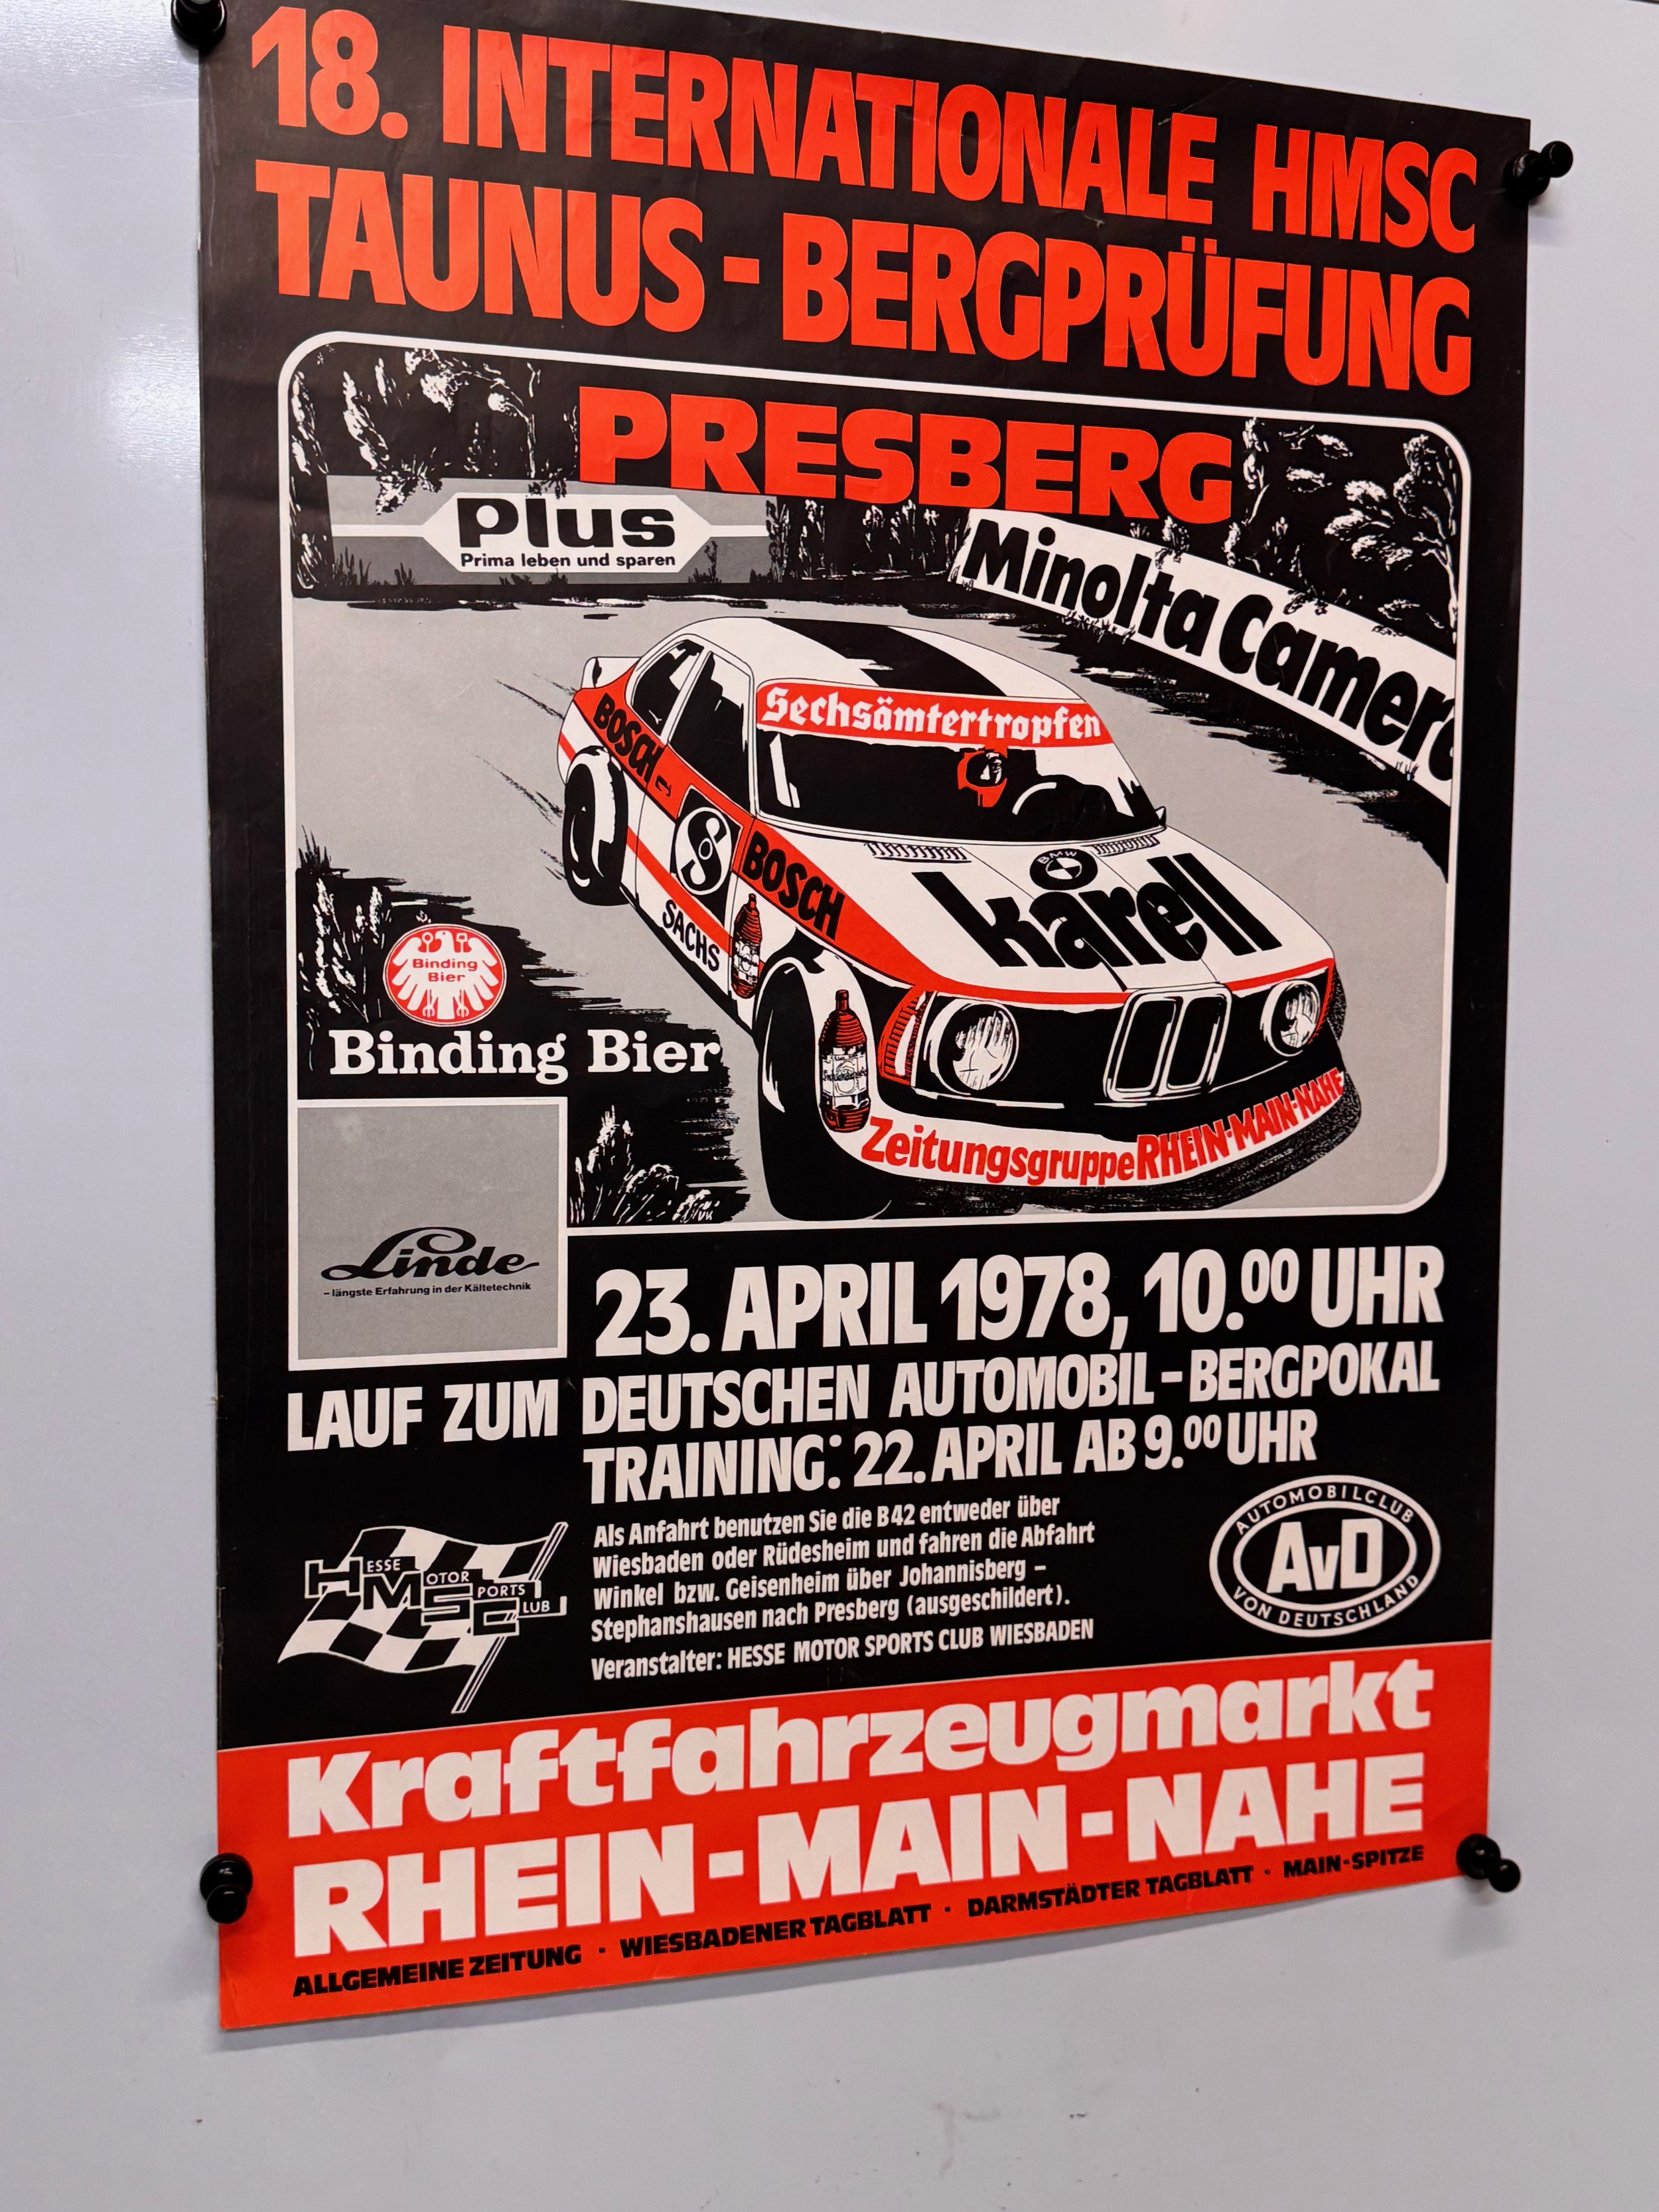 18. INTERNATIONALE HMSC
TAUNUS - BERGPRÜFUNG
PRESBERG
Plus
Prima leben und sparen
Minolta Camera
Sechsämtertropfen
BOSCH
S
BOSCH
SACHS
BMW
karell
Binding
Bier
Binding Bier
Zeitungsgruppe RHEIN-MAIN-NAHE
Linde
– längste Erfahrung in der Kältetechnik
23. APRIL 1978, 10.00 UHR
LAUF ZUM DEUTSCHEN AUTOMOBIL - BERGPOKAL
TRAINING: 22. APRIL AB 9.00 UHR
Als Anfahrt benutzen Sie die B42 entweder über
Wiesbaden oder Rüdesheim und fahren die Abfahrt
Winkel bzw. Geisenheim über Johannisberg –
Stephanshausen nach Presberg (ausgeschildert).
Veranstalter: HESSE MOTOR SPORTS CLUB WIESBADEN
HESSE
MOTOR
SPORTS
CLUB
AUTOMOBILCLUB
AvD
VON DEUTSCHLAND
Kraftfahrzeugmarkt
RHEIN - MAIN - NAHE
ALLGEMEINE ZEITUNG · WIESBADENER TAGBLATT · DARMSTÄDTER TAGBLATT · MAIN-SPITZE